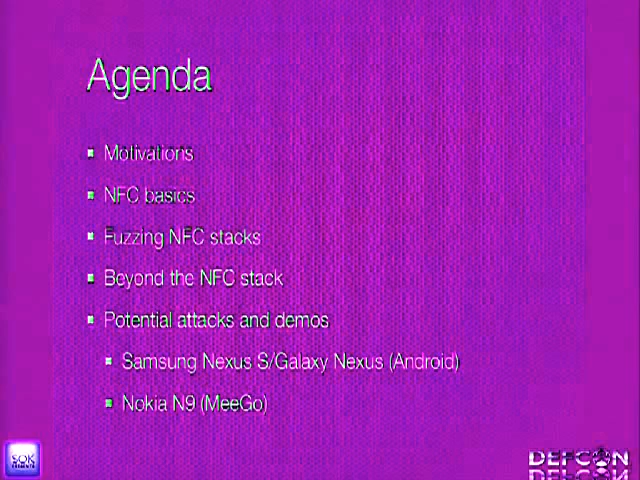 Agenda
Motivations
NFC basics
Fuzzing NFC stacks
Beyond the NFC stack
Potential attacks and demos
Samsung Nexus S/Galaxy Nexus (Android)
Nokia N9 (MeeGo)
SOK
DEFCON